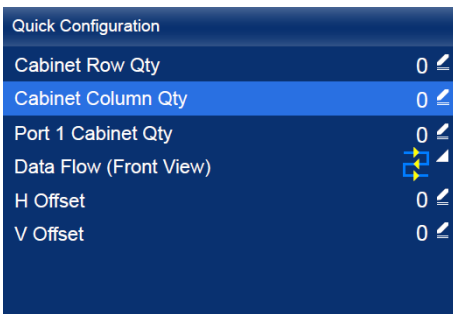 Quick Configuration
Cabinet Row Qty 0
Cabinet Column Qty 0
Port 1 Cabinet Qty 0
Data Flow (Front View)
H Offset 0
V Offset 0